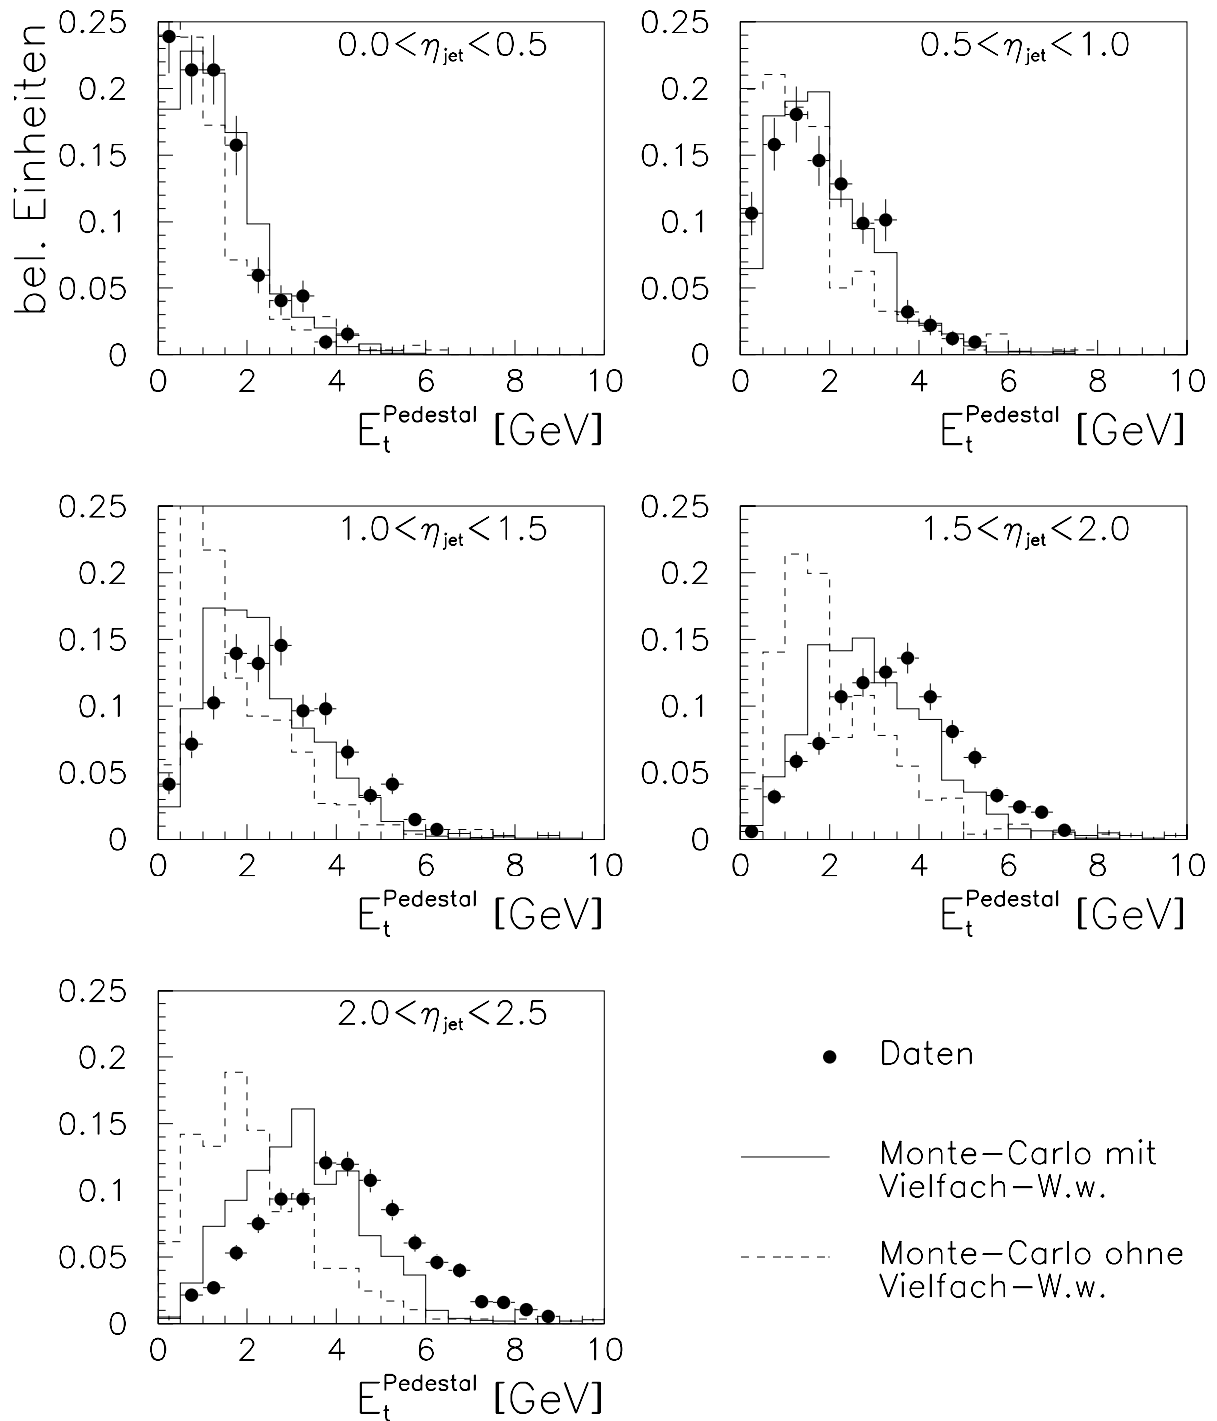 bel. Einheiten
0.25
0.2
0.15
0.1
0.05
0
0.0<η_jet<0.5
0 2 4 6 8 10
E_t^Pedestal [GeV]
0.25
0.2
0.15
0.1
0.05
0
0.5<η_jet<1.0
0 2 4 6 8 10
E_t^Pedestal [GeV]
0.25
0.2
0.15
0.1
0.05
0
1.0<η_jet<1.5
0 2 4 6 8 10
E_t^Pedestal [GeV]
0.25
0.2
0.15
0.1
0.05
0
1.5<η_jet<2.0
0 2 4 6 8 10
E_t^Pedestal [GeV]
0.25
0.2
0.15
0.1
0.05
0
2.0<η_jet<2.5
0 2 4 6 8 10
E_t^Pedestal [GeV]
Daten
Monte-Carlo mit
Vielfach-W.w.
Monte-Carlo ohne
Vielfach-W.w.